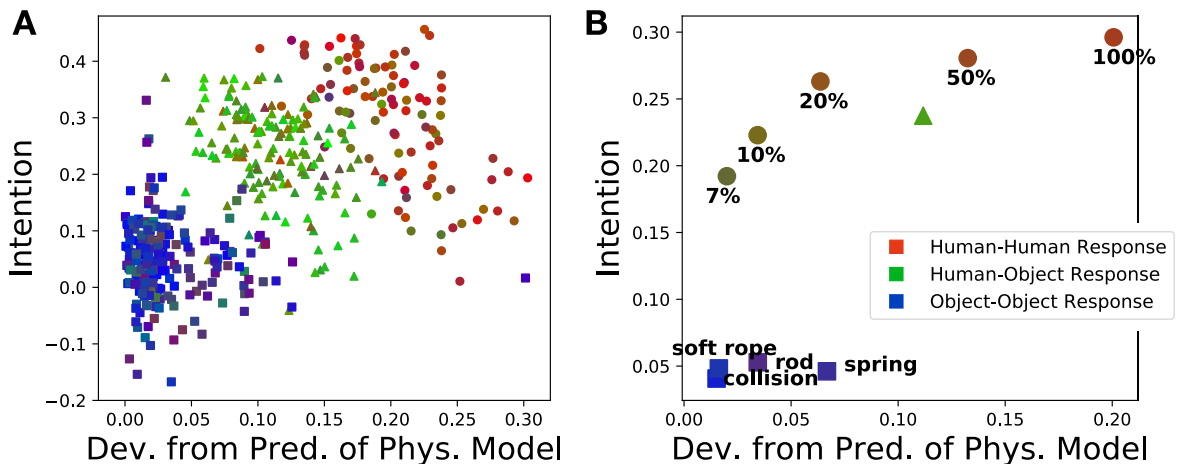 A
B
0.4
0.3
0.2
0.1
0.0
−0.1
−0.2
Intention
0.00
0.05
0.10
0.15
0.20
0.25
0.30
Dev. from Pred. of Phys. Model
0.30
0.25
0.20
0.15
0.10
0.05
Intention
100%
50%
20%
10%
7%
Human-Human Response
Human-Object Response
Object-Object Response
soft rope
rod
spring
collision
0.00
0.05
0.10
0.15
0.20
Dev. from Pred. of Phys. Model